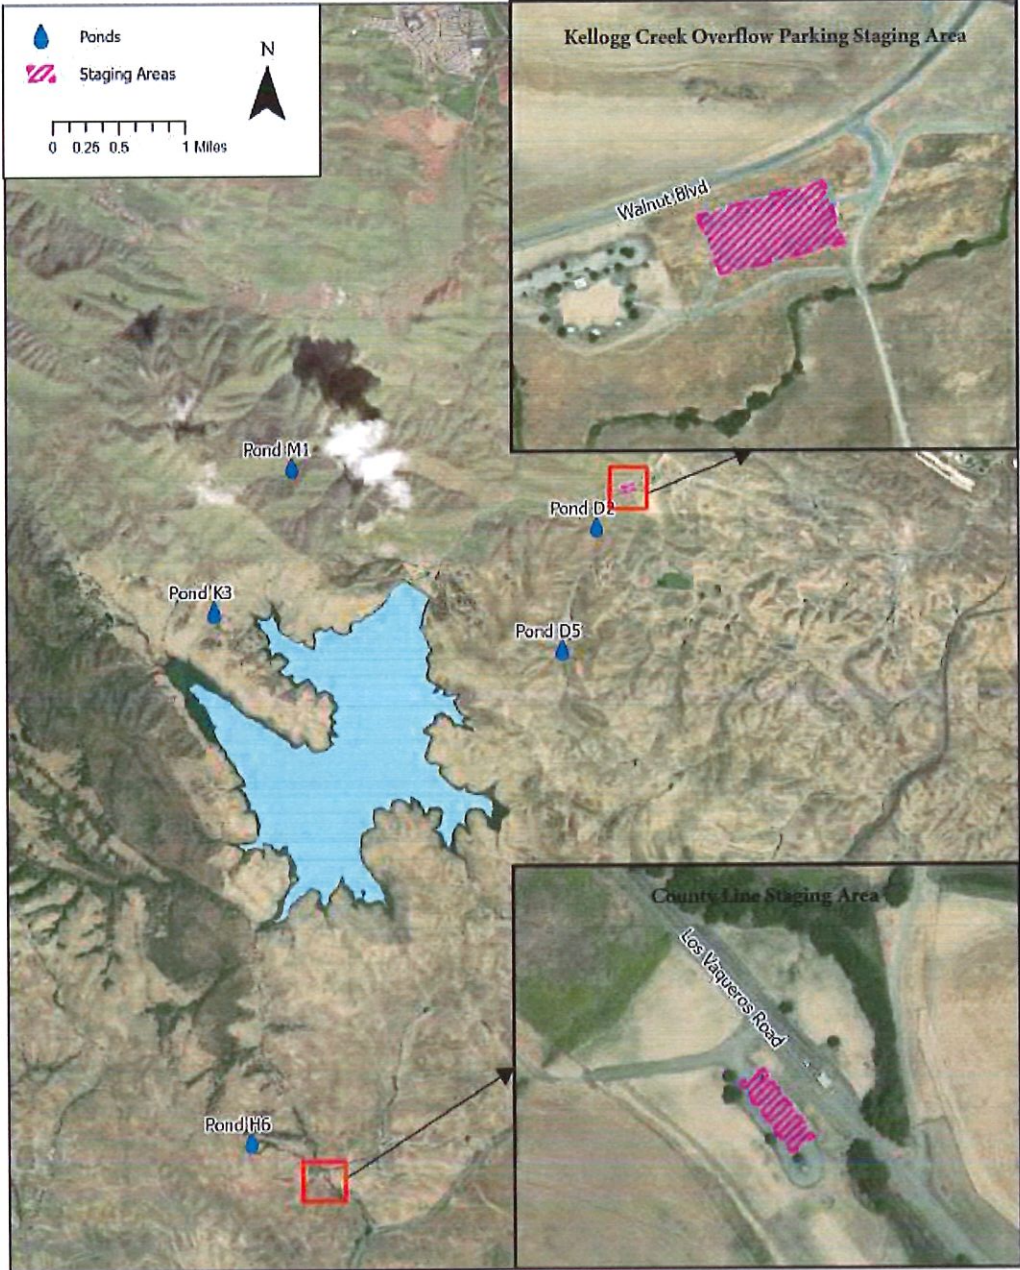 Ponds
Staging Areas
N
0 0.25 0.5 1 Miles
Kellogg Creek Overflow Parking Staging Area
Walnut Blvd
Pond M1
Pond D2
Pond K3
Pond D5
County Line Staging Area
Los Vaqueros Road
Pond H6